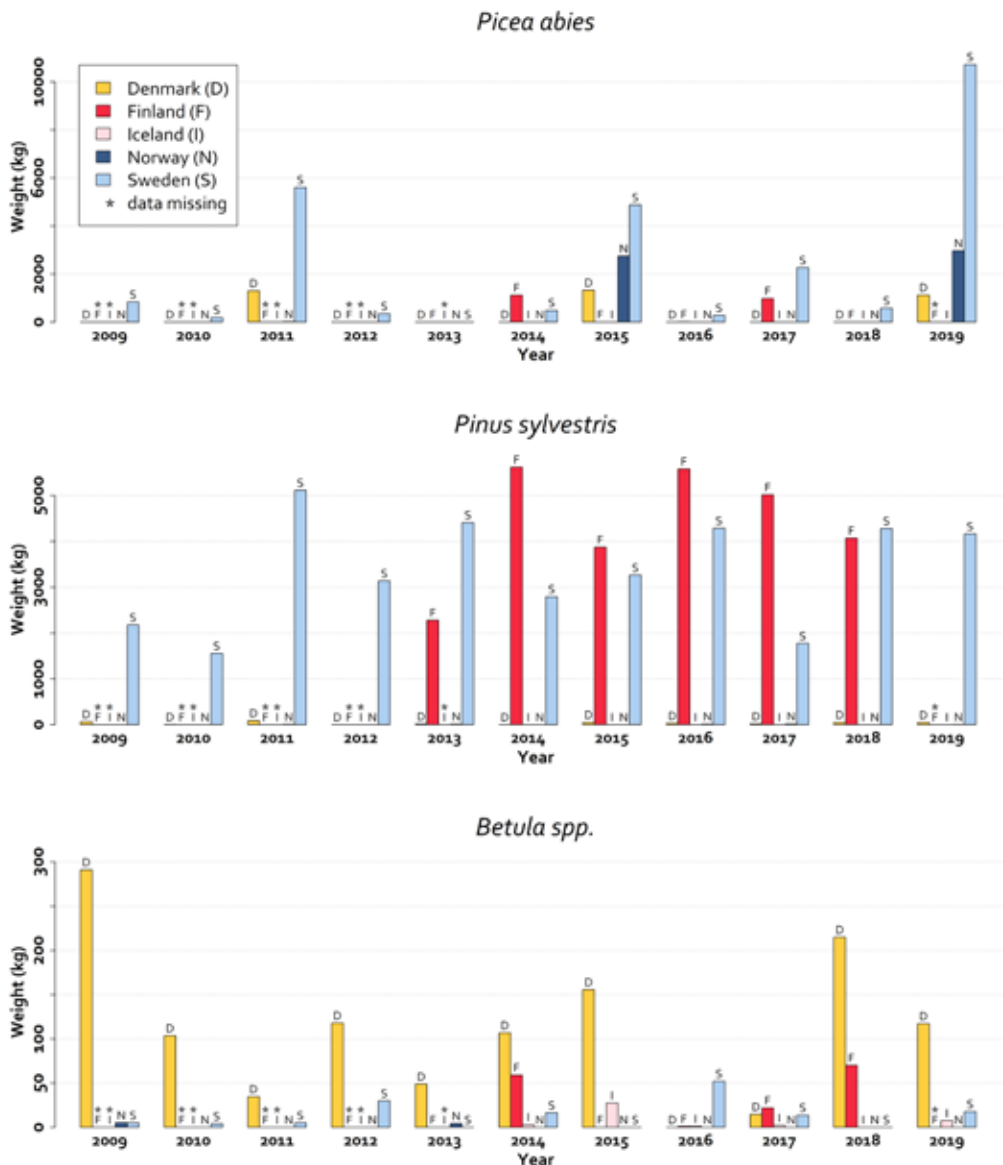 Picea abies
Weight (kg)
10000
6000
2000
0
Denmark (D)
Finland (F)
Iceland (I)
Norway (N)
Sweden (S)
* data missing
* * * * * * * * * *
D F I N S D F I N S D F I N S D F I N S D F I N S D F I N S D F I N S D F I N S D F I N S D F I N S D F I N S
2009 2010 2011 2012 2013 2014 2015 2016 2017 2018 2019
Year
Pinus sylvestris
Weight (kg)
5000
3000
1000
0
* * * * * * * * * *
D F I N S D F I N S D F I N S D F I N S D F I N S D F I N S D F I N S D F I N S D F I N S D F I N S D F I N S
2009 2010 2011 2012 2013 2014 2015 2016 2017 2018 2019
Year
Betula spp.
Weight (kg)
300
200
100
50
0
* * * * * * * * * *
D F I N S D F I N S D F I N S D F I N S D F I N S D F I N S D F I N S D F I N S D F I N S D F I N S D F I N S
2009 2010 2011 2012 2013 2014 2015 2016 2017 2018 2019
Year